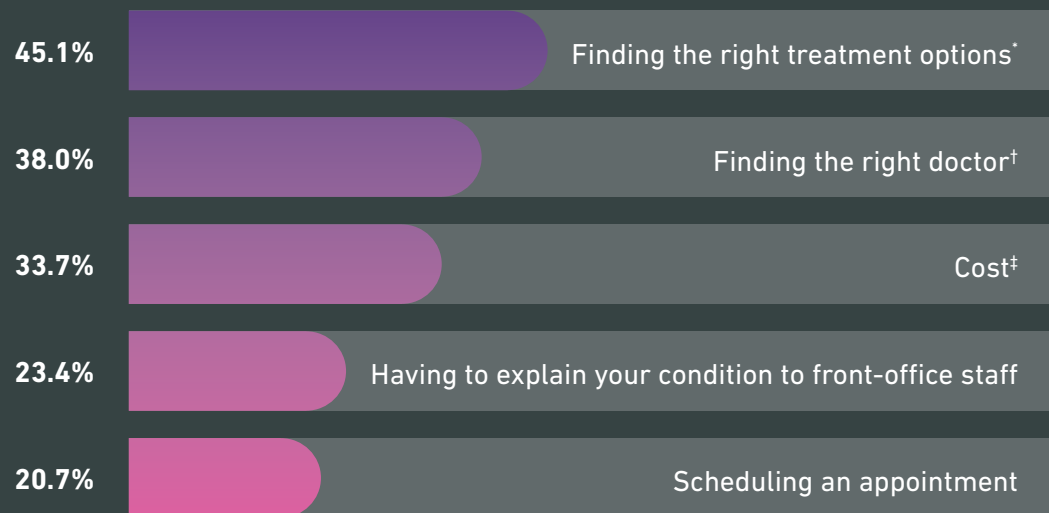 45.1% Finding the right treatment options*
38.0% Finding the right doctor†
33.7% Cost‡
23.4% Having to explain your condition to front-office staff
20.7% Scheduling an appointment